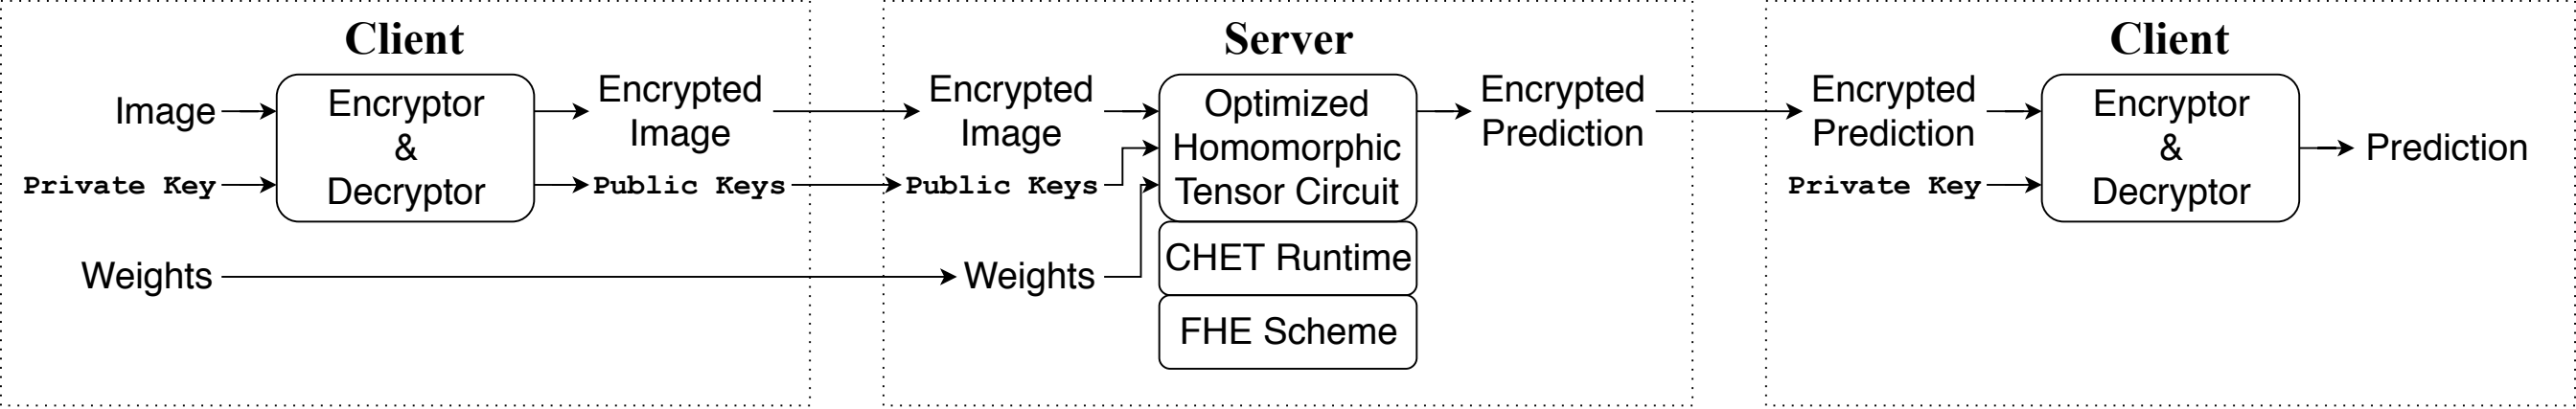 Client
Image
Private Key
Weights
Encryptor
&
Decryptor
Encrypted
Image
Public Keys
Server
Encrypted
Image
Public Keys
Weights
Optimized
Homomorphic
Tensor Circuit
CHET Runtime
FHE Scheme
Encrypted
Prediction
Client
Encrypted
Prediction
Private Key
Encryptor
&
Decryptor
Prediction